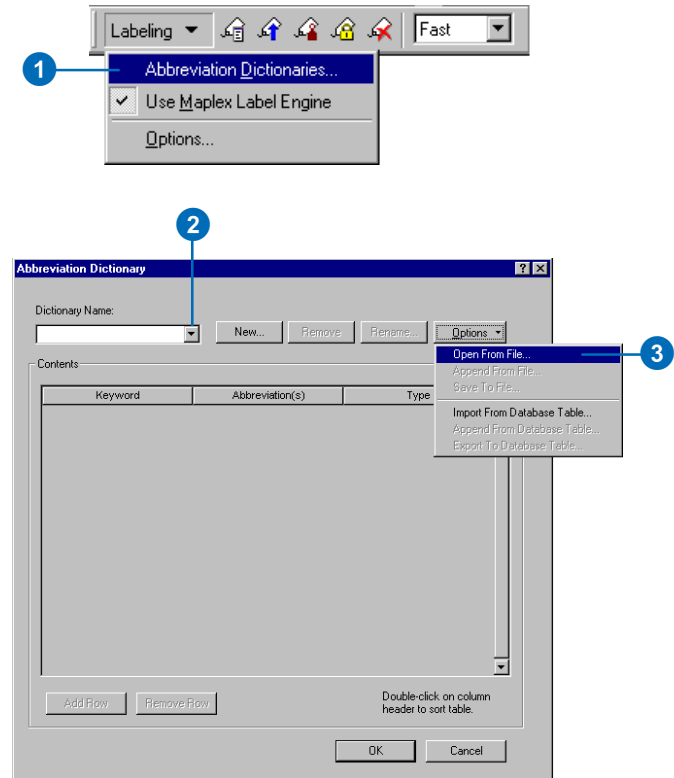 Labeling
Fast
1
Abbreviation Dictionaries...
Use Maplex Label Engine
Options...
2
Abbreviation Dictionary
Dictionary Name:
New...
Remove
Rename...
Options
Open From File...
3
Append From File...
Save To File...
Contents
Keyword
Abbreviation(s)
Type
Import From Database Table...
Append From Database Table...
Export To Database Table...
Add Row
Remove Row
Double-click on column
header to sort table.
OK
Cancel